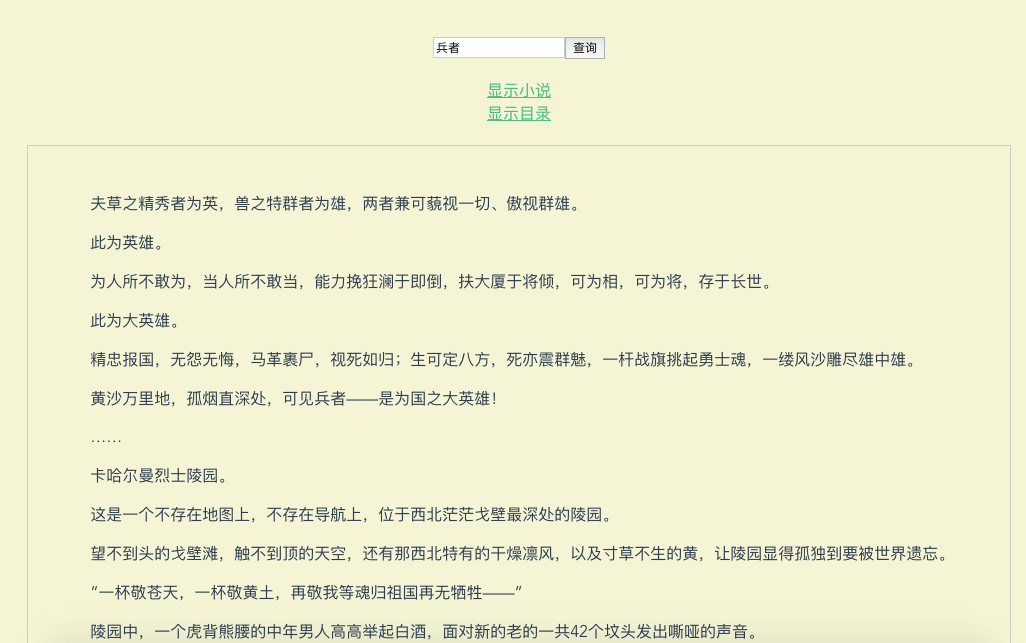 兵者 查询
显示小说
显示目录
夫草之精秀者为英，兽之特群者为雄，两者兼可藐视一切、傲视群雄。
此为英雄。
为人所不敢为，当人所不敢当，能力挽狂澜于即倒，扶大厦于将倾，可为相，可为将，存于长世。
此为大英雄。
精忠报国，无怨无悔，马革裹尸，视死如归；生可定八方，死亦震群魅，一杆战旗挑起勇士魂，一缕风沙雕尽雄中雄。
黄沙万里地，孤烟直深处，可见兵者——是为国之大英雄！
……
卡哈尔曼烈士陵园。
这是一个不存在地图上，不存在导航上，位于西北茫茫戈壁最深处的陵园。
望不到头的戈壁滩，触不到顶的天空，还有那西北特有的干燥凛风，以及寸草不生的黄，让陵园显得孤独到要被世界遗忘。
“一杯敬苍天，一杯敬黄土，再敬我等魂归祖国再无牺牲——”
陵园中，一个虎背熊腰的中年男人高高举起白酒，面对新的老的一共42个坟头发出嘶哑的声音。